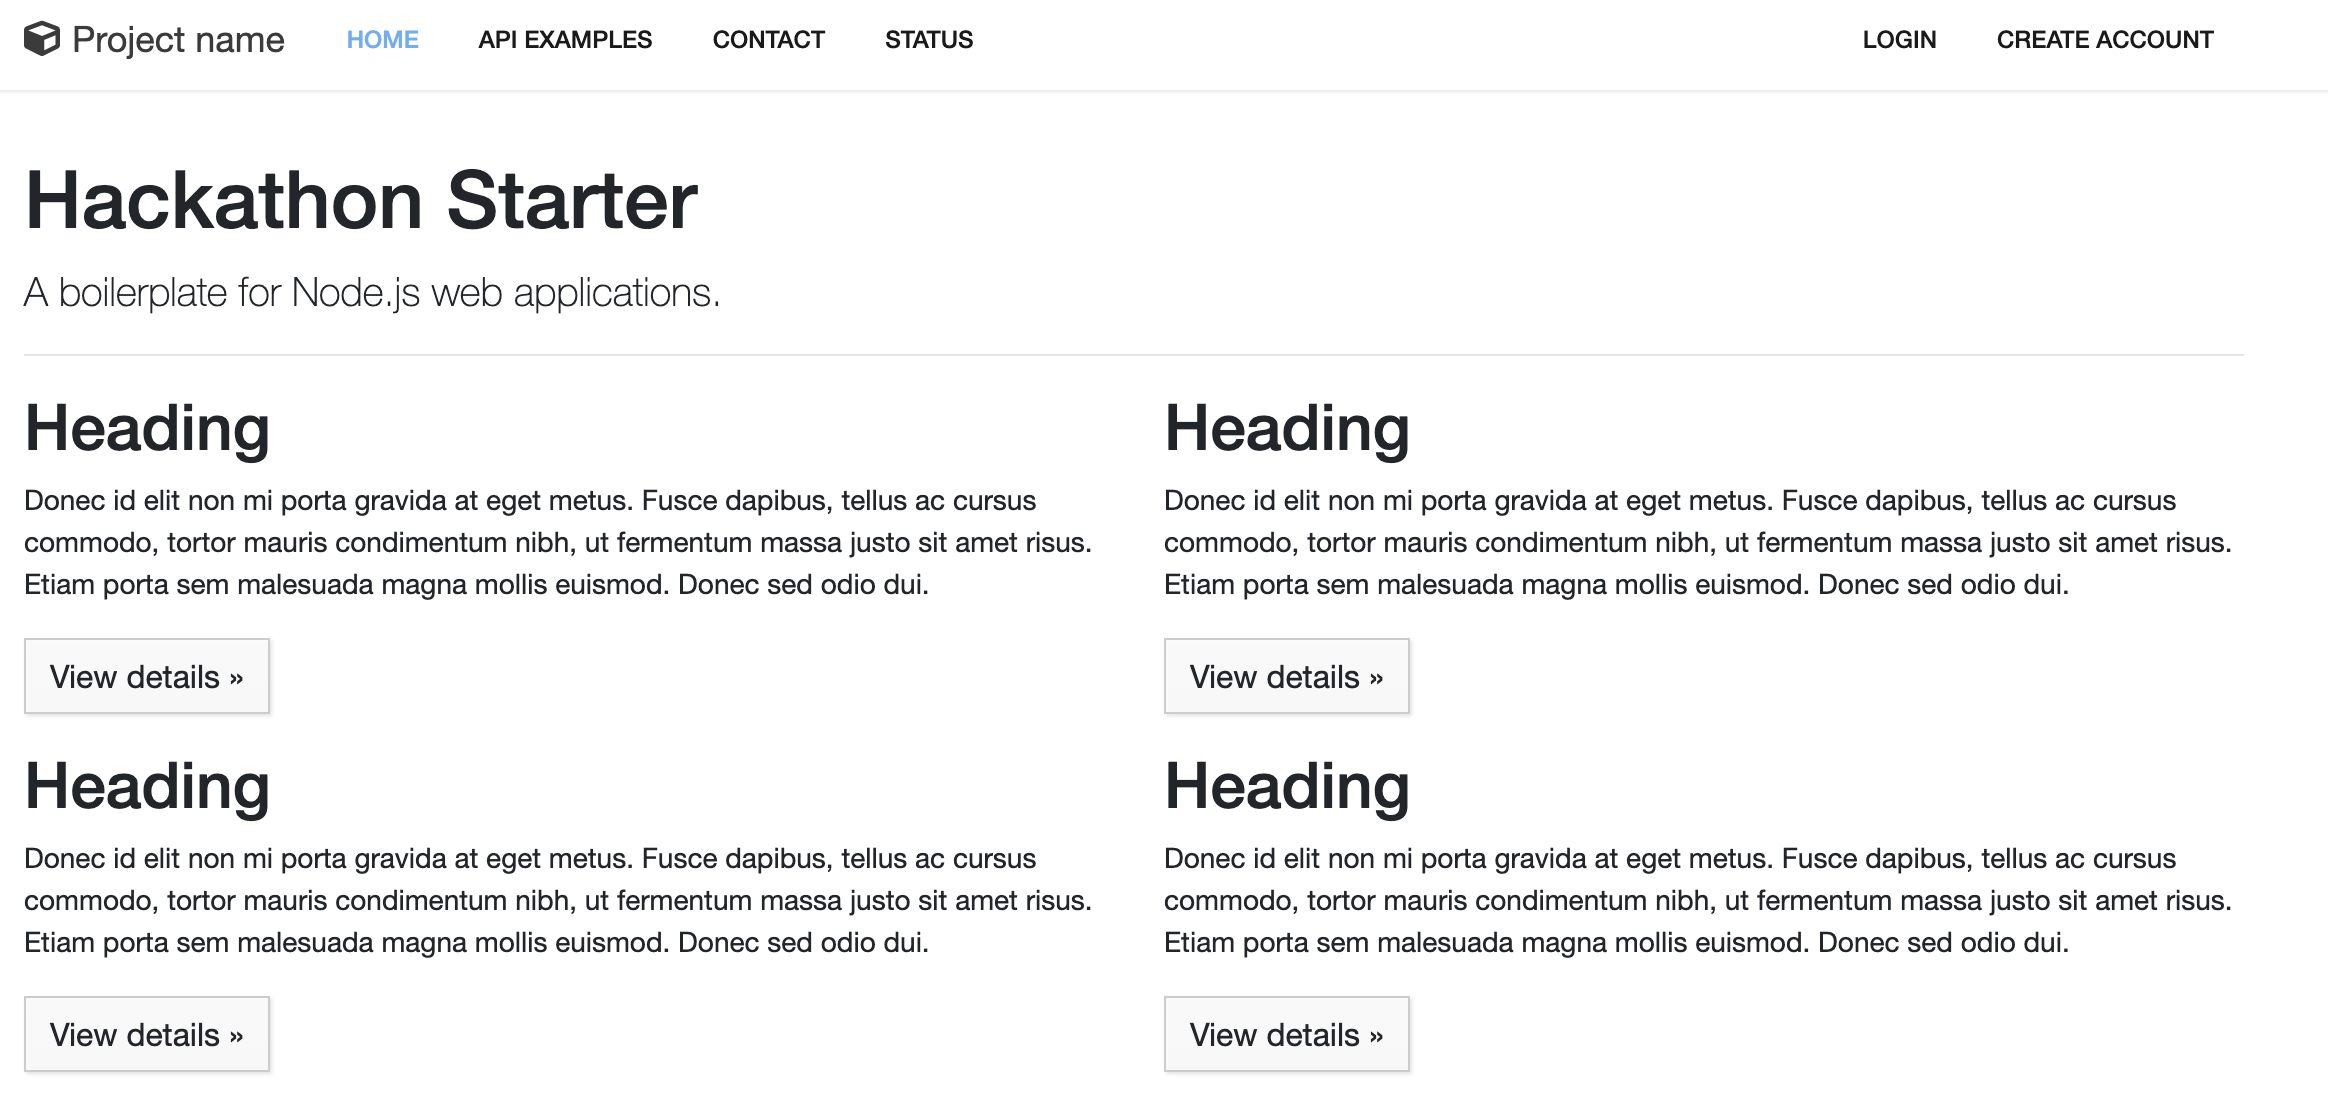 Project name HOME API EXAMPLES CONTACT STATUS LOGIN CREATE ACCOUNT
Hackathon Starter
A boilerplate for Node.js web applications.
Heading
Donec id elit non mi porta gravida at eget metus. Fusce dapibus, tellus ac cursus
commodo, tortor mauris condimentum nibh, ut fermentum massa justo sit amet risus.
Etiam porta sem malesuada magna mollis euismod. Donec sed odio dui.
View details »
Heading
Donec id elit non mi porta gravida at eget metus. Fusce dapibus, tellus ac cursus
commodo, tortor mauris condimentum nibh, ut fermentum massa justo sit amet risus.
Etiam porta sem malesuada magna mollis euismod. Donec sed odio dui.
View details »
Heading
Donec id elit non mi porta gravida at eget metus. Fusce dapibus, tellus ac cursus
commodo, tortor mauris condimentum nibh, ut fermentum massa justo sit amet risus.
Etiam porta sem malesuada magna mollis euismod. Donec sed odio dui.
View details »
Heading
Donec id elit non mi porta gravida at eget metus. Fusce dapibus, tellus ac cursus
commodo, tortor mauris condimentum nibh, ut fermentum massa justo sit amet risus.
Etiam porta sem malesuada magna mollis euismod. Donec sed odio dui.
View details »